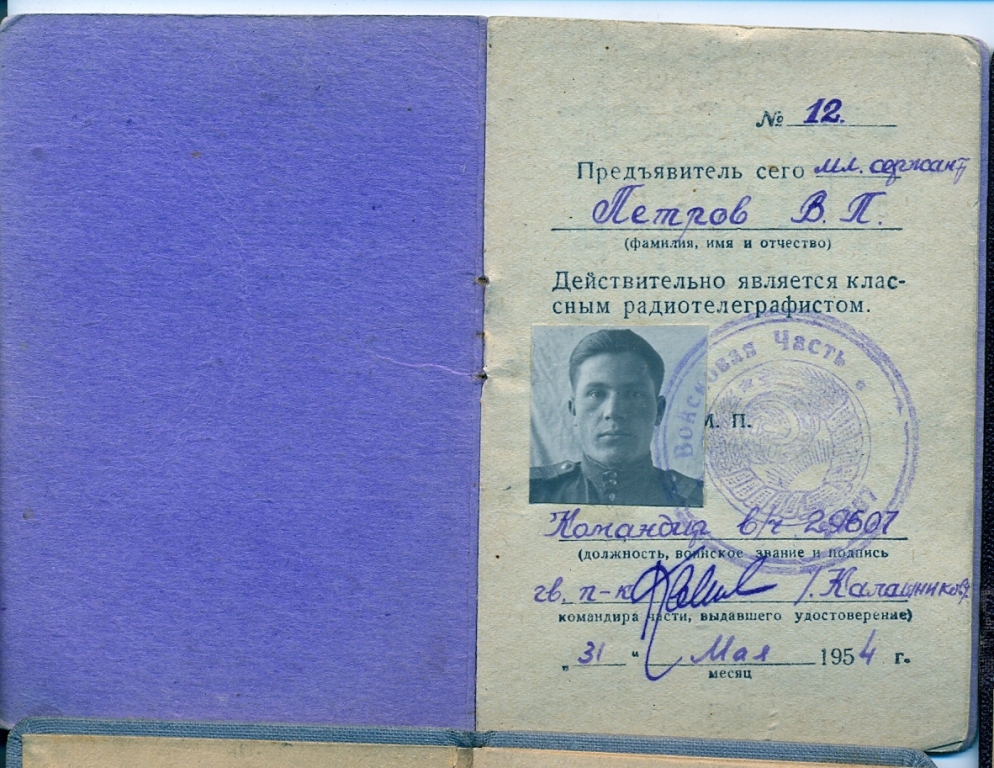 № 12.
Предъявитель сего мл. сержант
Петров В. П.
(фамилия, имя и отчество)
Действительно является клас-
сным радиотелеграфистом.
Войсковая Часть
М. П.
Командир в/ч 29601
(должность, воинское звание и подпись
гв. п-к /Калашников/
командира части, выдавшего удостоверение)
„31“ Мая 1954 г.
месяц